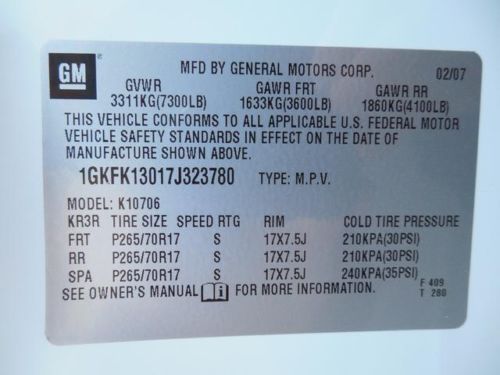 GM MFD BY GENERAL MOTORS CORP. 02/07
GVWR GAWR FRT GAWR RR
3311KG(7300LB) 1633KG(3600LB) 1860KG(4100LB)
THIS VEHICLE CONFORMS TO ALL APPLICABLE U.S. FEDERAL MOTOR
VEHICLE SAFETY STANDARDS IN EFFECT ON THE DATE OF
MANUFACTURE SHOWN ABOVE.
1GKFK13017J323780 TYPE: M.P.V.
MODEL: K10706
KR3R TIRE SIZE SPEED RTG RIM COLD TIRE PRESSURE
FRT P265/70R17 S 17X7.5J 210KPA(30PSI)
RR P265/70R17 S 17X7.5J 210KPA(30PSI)
SPA P265/70R17 S 17X7.5J 240KPA(35PSI)
SEE OWNER'S MANUAL FOR MORE INFORMATION. F 409
T 280